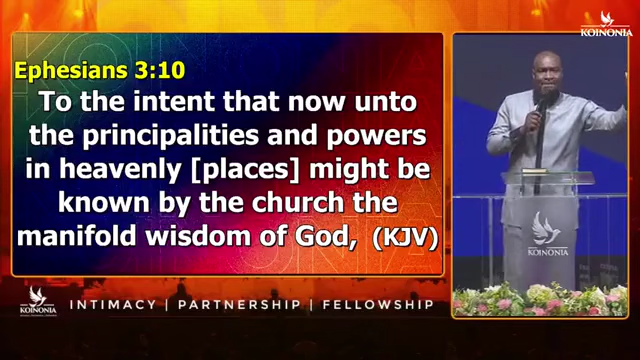 Ephesians 3:10
To the intent that now unto
the principalities and powers
in heavenly [places] might be
known by the church the
manifold wisdom of God, (KJV)
KOINONIA
KOINONIA
KOINONIA
INTIMACY | PARTNERSHIP | FELLOWSHIP